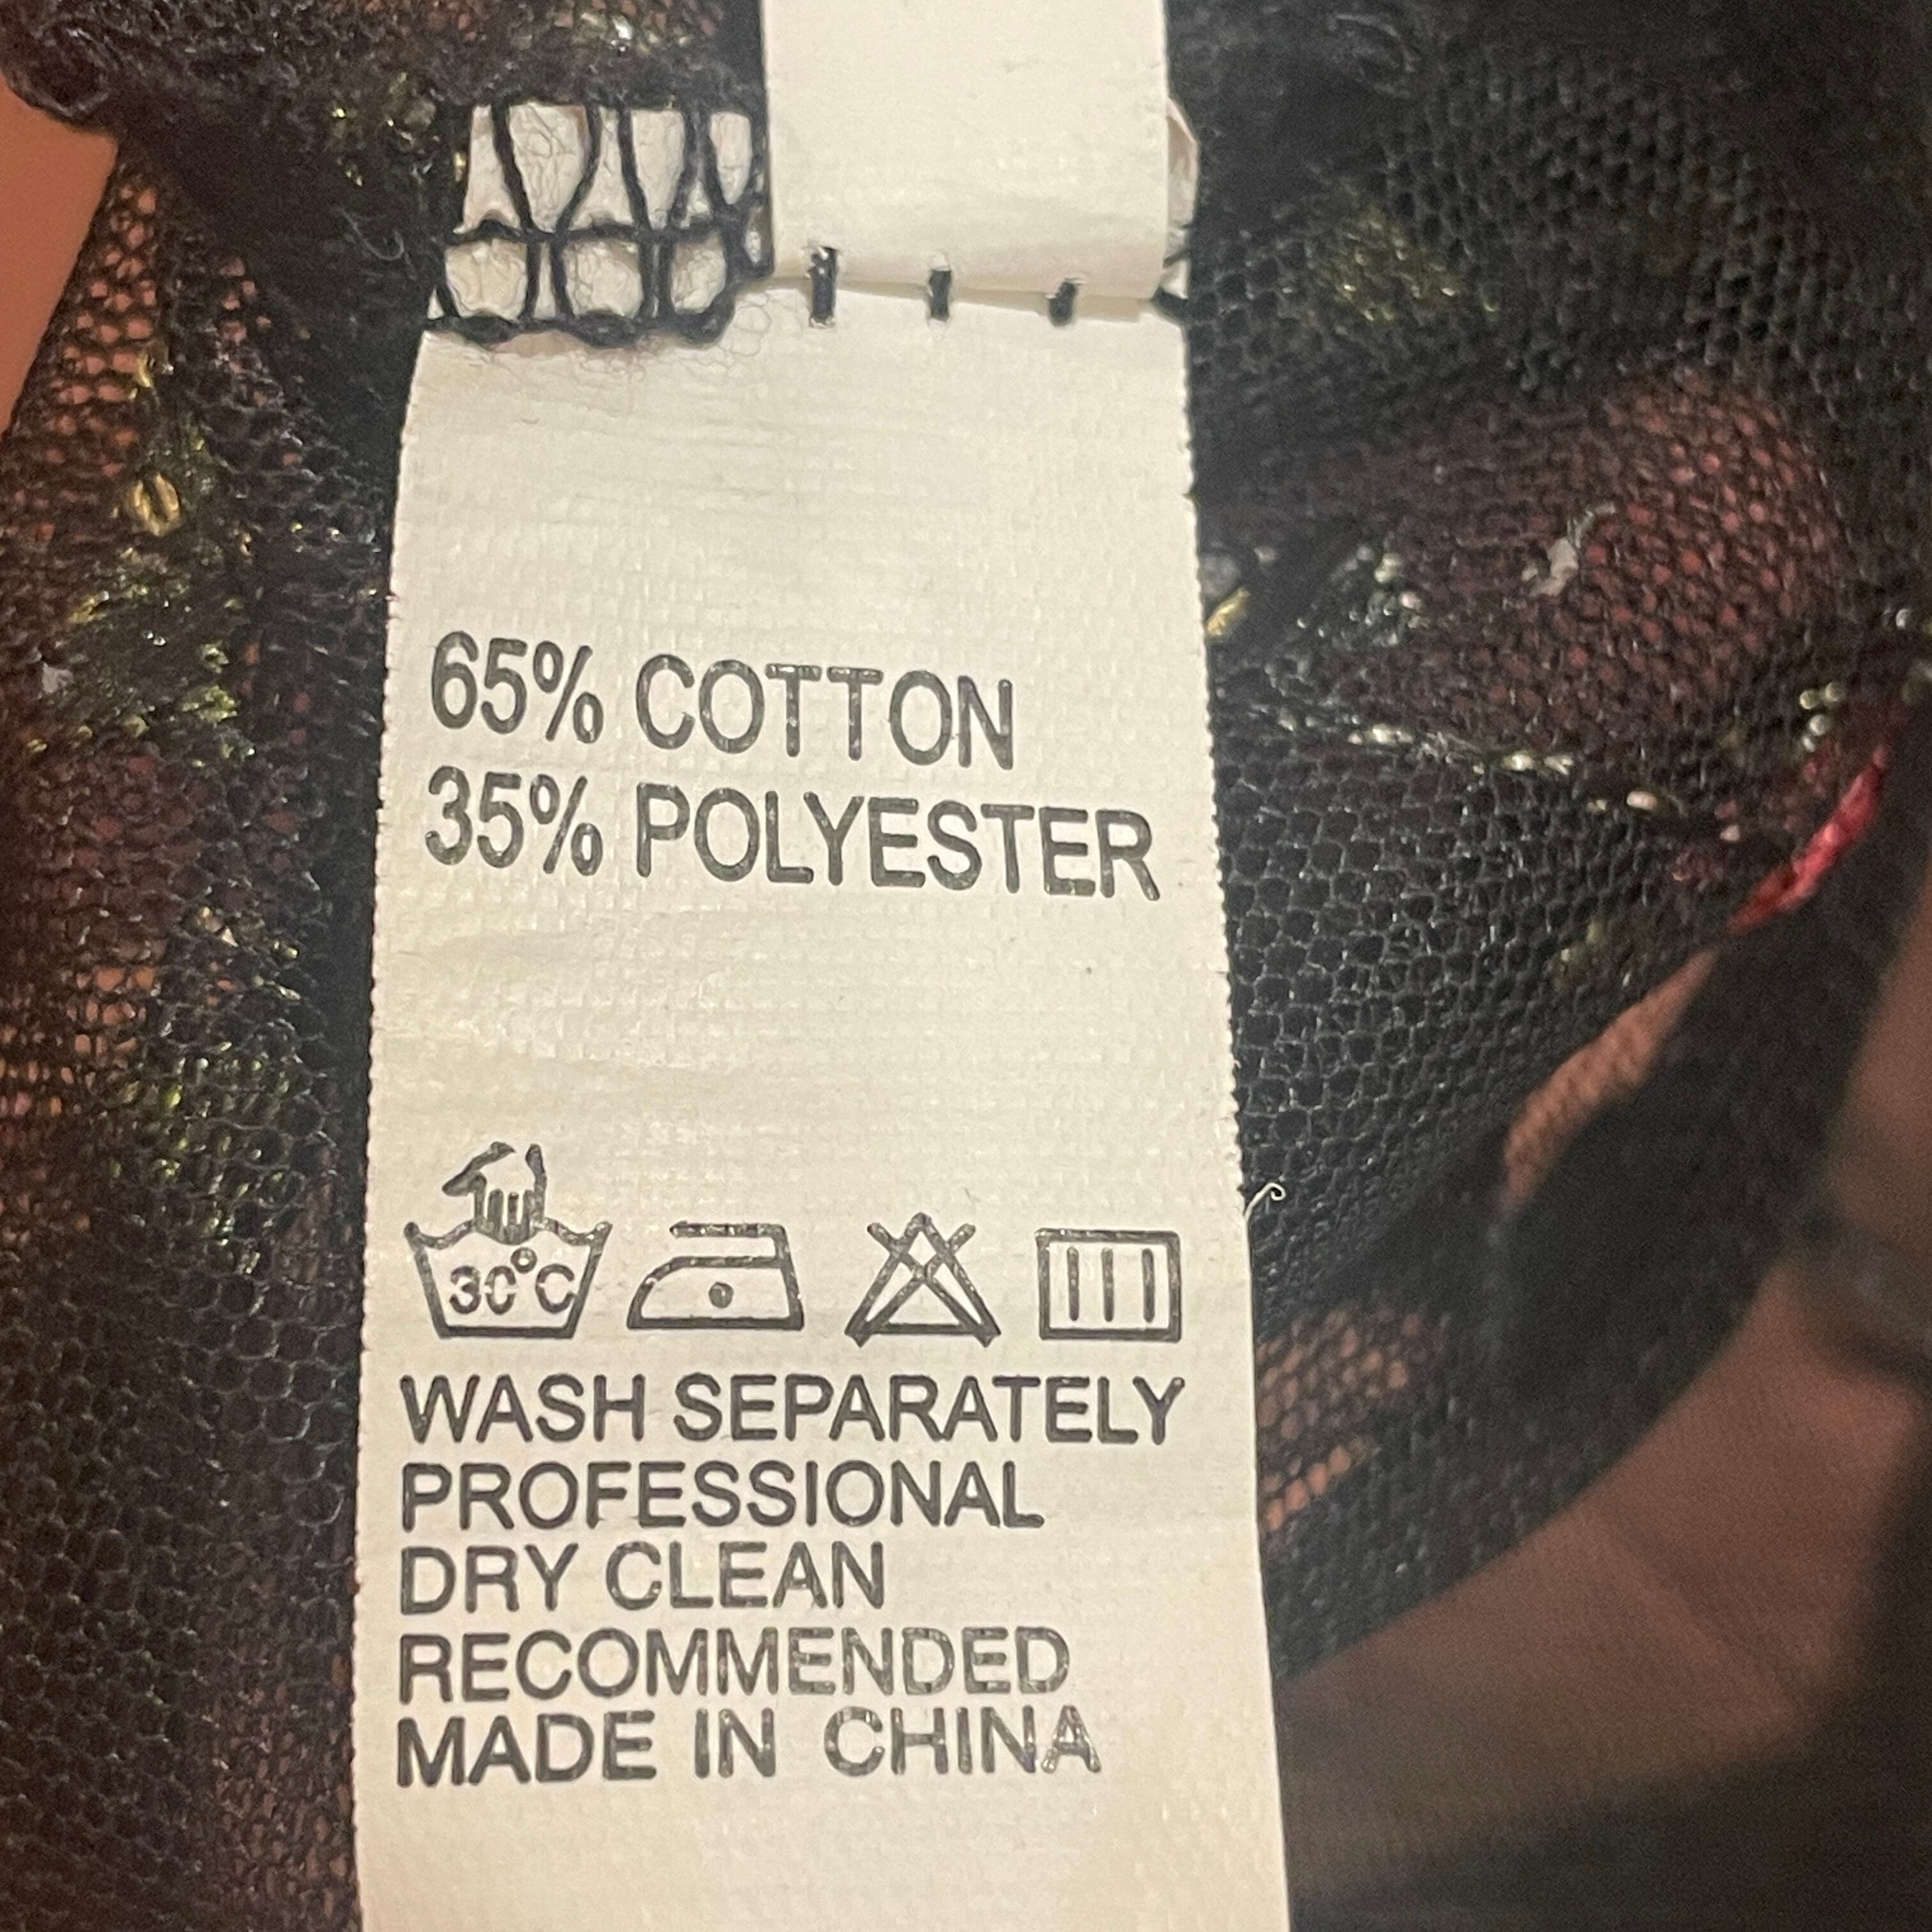 65% COTTON
35% POLYESTER
30°C
WASH SEPARATELY
PROFESSIONAL
DRY CLEAN
RECOMMENDED
MADE IN CHINA